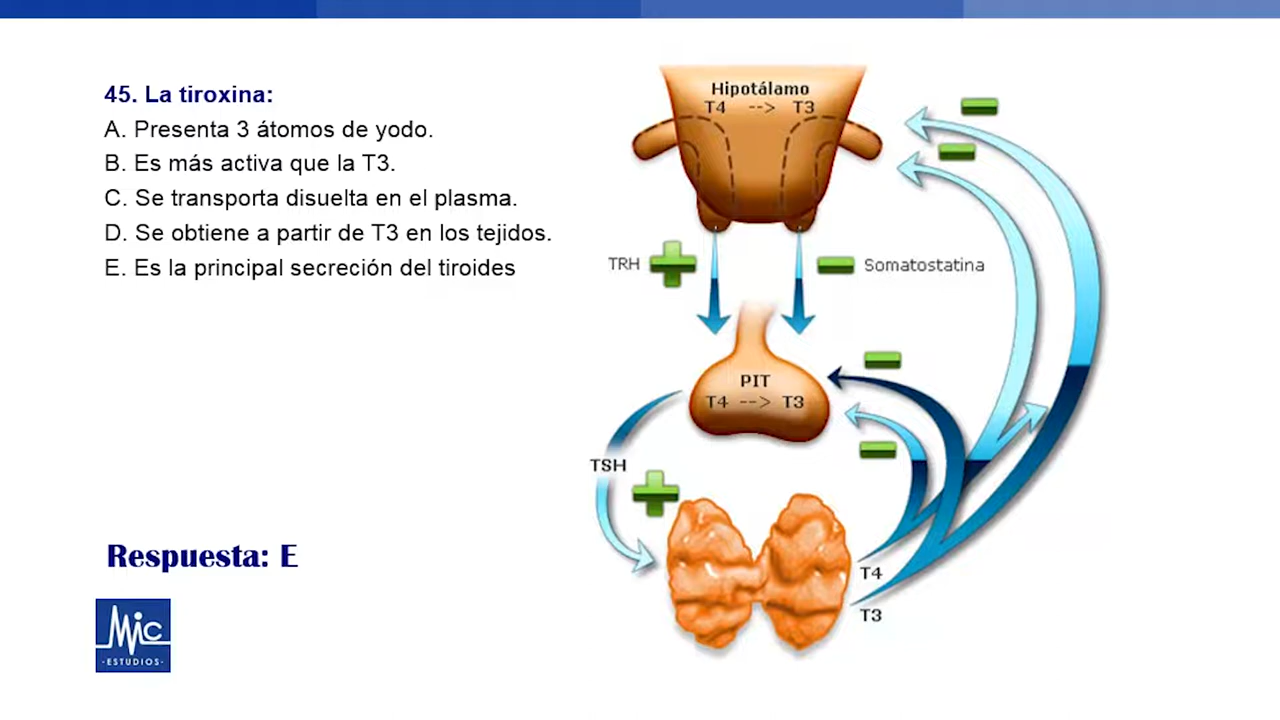 45. La tiroxina:
A. Presenta 3 átomos de yodo.
B. Es más activa que la T3.
C. Se transporta disuelta en el plasma.
D. Se obtiene a partir de T3 en los tejidos.
E. Es la principal secreción del tiroides
Hipotálamo
T4 --> T3
TRH
Somatostatina
PIT
T4 --> T3
TSH
T4
T3
Respuesta: E
Mic
·ESTUDIOS·